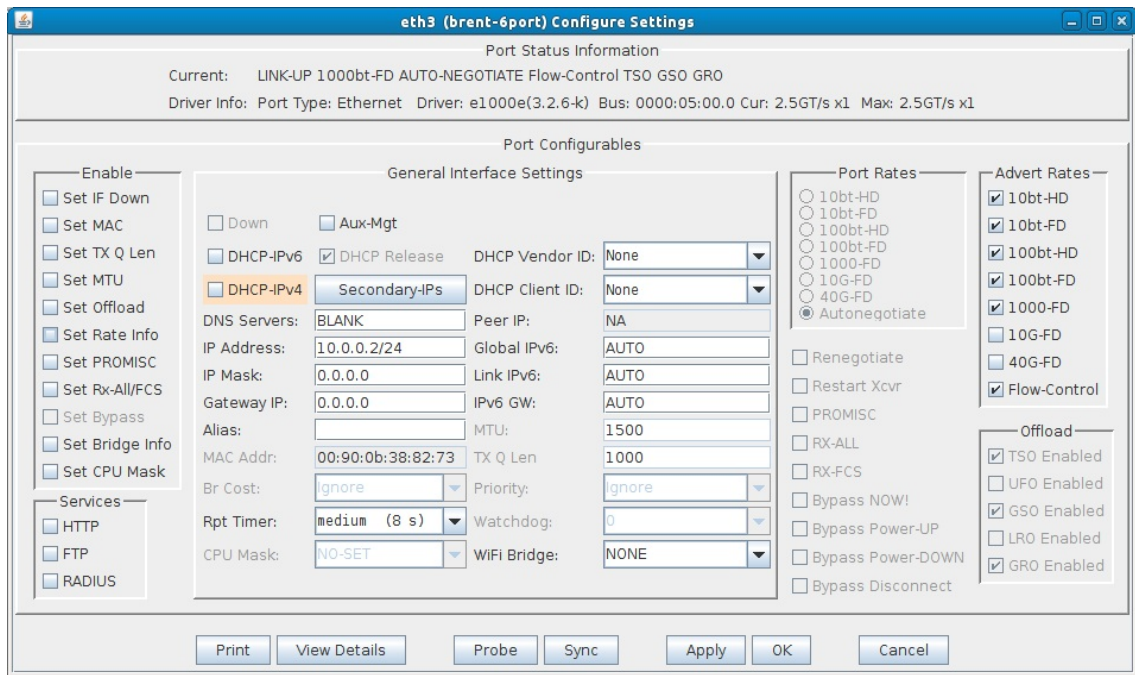 eth3 (brent-6port) Configure Settings
Port Status Information
Current: LINK-UP 1000bt-FD AUTO-NEGOTIATE Flow-Control TSO GSO GRO
Driver Info: Port Type: Ethernet Driver: e1000e(3.2.6-k) Bus: 0000:05:00.0 Cur: 2.5GT/s x1 Max: 2.5GT/s x1
Port Configurables
Enable
Set IF Down
Set MAC
Set TX Q Len
Set MTU
Set Offload
Set Rate Info
Set PROMISC
Set Rx-All/FCS
Set Bypass
Set Bridge Info
Set CPU Mask
Services
HTTP
FTP
RADIUS
General Interface Settings
Down Aux-Mgt
DHCP-IPv6 DHCP Release DHCP Vendor ID: None
DHCP-IPv4 Secondary-IPs DHCP Client ID: None
DNS Servers: BLANK Peer IP: NA
IP Address: 10.0.0.2/24 Global IPv6: AUTO
IP Mask: 0.0.0.0 Link IPv6: AUTO
Gateway IP: 0.0.0.0 IPv6 GW: AUTO
Alias: MTU: 1500
MAC Addr: 00:90:0b:38:82:73 TX Q Len 1000
Br Cost: Ignore Priority: Ignore
Rpt Timer: medium (8 s) Watchdog: 0
CPU Mask: NO-SET WiFi Bridge: NONE
Port Rates
10bt-HD
10bt-FD
100bt-HD
100bt-FD
1000-FD
10G-FD
40G-FD
Autonegotiate
Renegotiate
Restart Xcvr
PROMISC
RX-ALL
RX-FCS
Bypass NOW!
Bypass Power-UP
Bypass Power-DOWN
Bypass Disconnect
Advert Rates
10bt-HD
10bt-FD
100bt-HD
100bt-FD
1000-FD
10G-FD
40G-FD
Flow-Control
Offload
TSO Enabled
UFO Enabled
GSO Enabled
LRO Enabled
GRO Enabled
Print View Details Probe Sync Apply OK Cancel